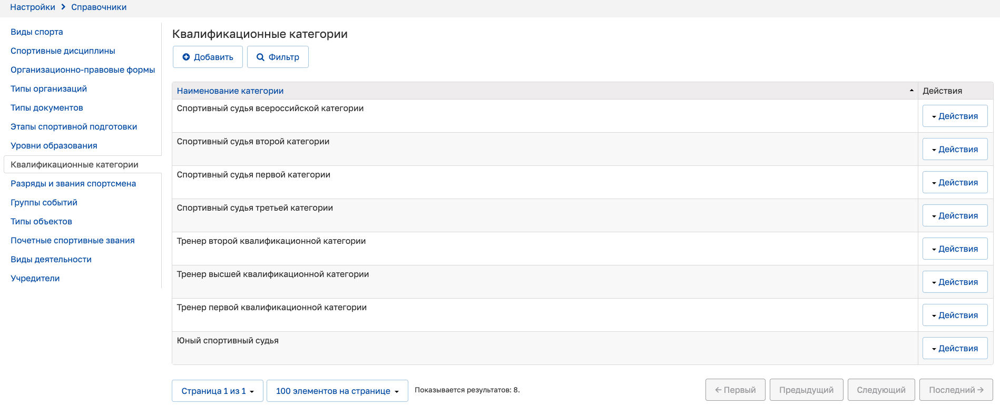 Настройки > Справочники
Виды спорта
Спортивные дисциплины
Организационно-правовые формы
Типы организаций
Типы документов
Этапы спортивной подготовки
Уровни образования
Квалификационные категории
Разряды и звания спортсмена
Группы событий
Типы объектов
Почетные спортивные звания
Виды деятельности
Учредители
Квалификационные категории
Добавить Фильтр
Наименование категории Действия
Спортивный судья всероссийской категории Действия
Спортивный судья второй категории Действия
Спортивный судья первой категории Действия
Спортивный судья третьей категории Действия
Тренер второй квалификационной категории Действия
Тренер высшей квалификационной категории Действия
Тренер первой квалификационной категории Действия
Юный спортивный судья Действия
Страница 1 из 1 100 элементов на странице Показывается результатов: 8. ← Первый Предыдущий Следующий Последний →